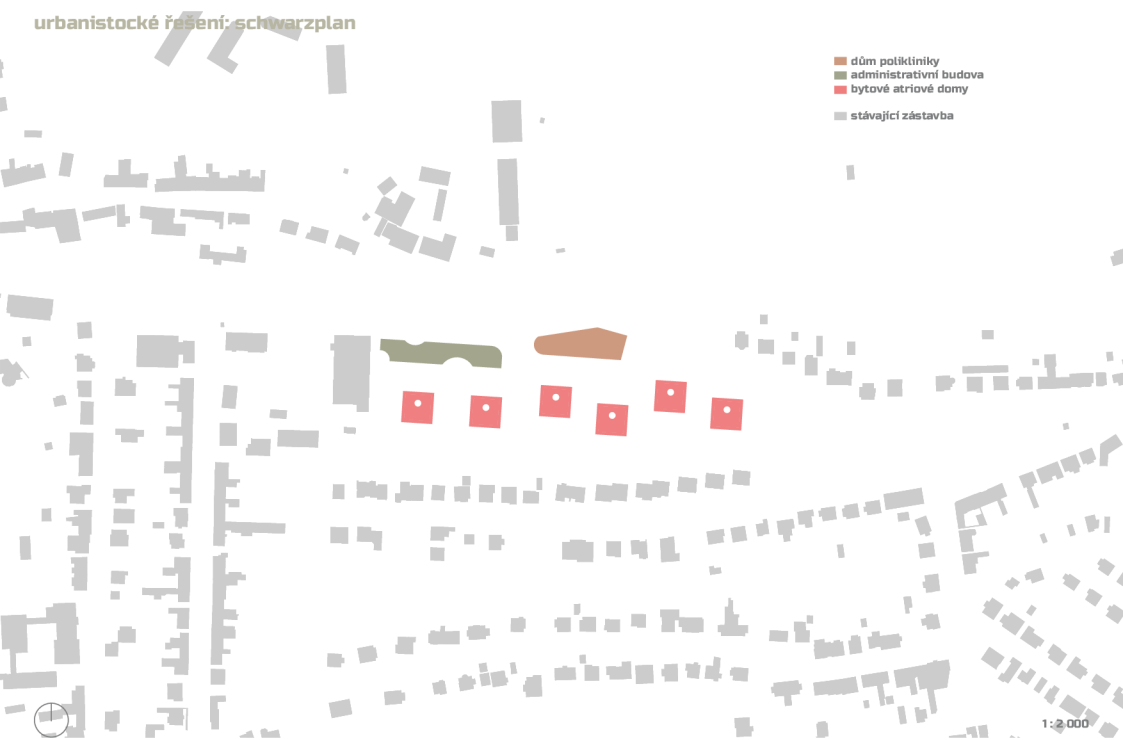 urbanistocké řešení: schwarzplan
dům polikliniky
administrativní budova
bytové atriové domy
stávající zástavba
1 : 2 000